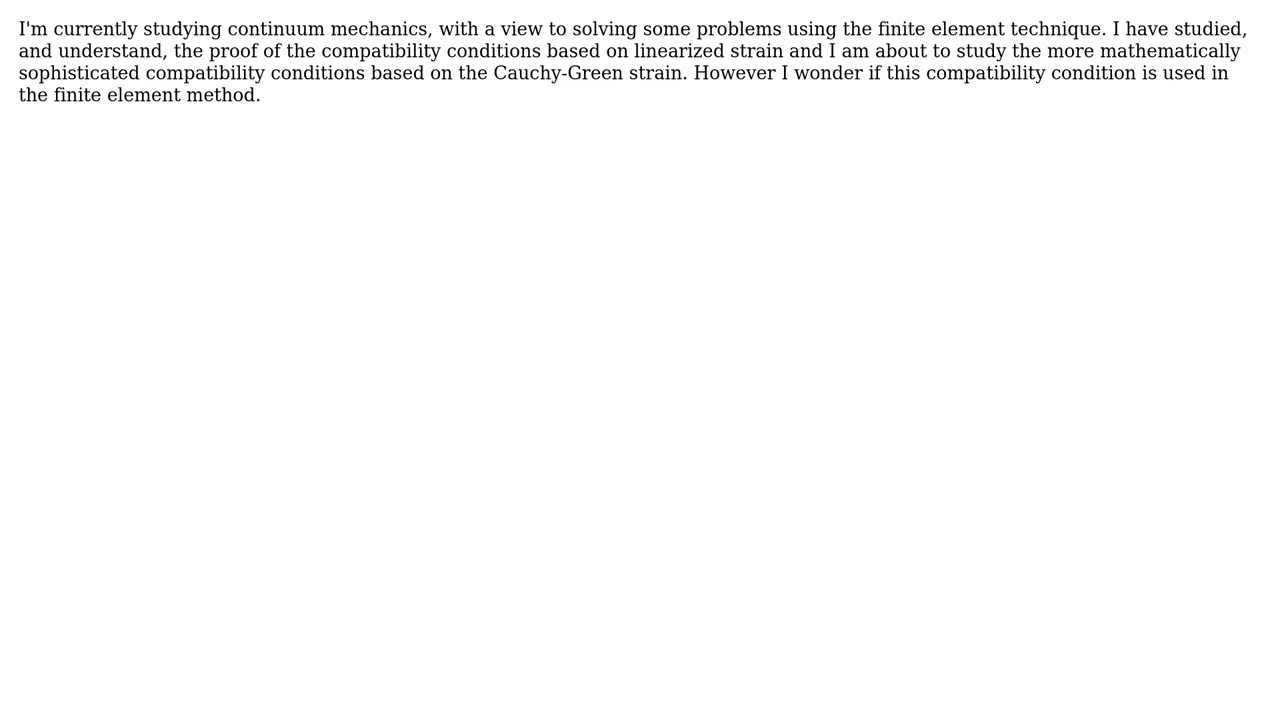 I'm currently studying continuum mechanics, with a view to solving some problems using the finite element technique. I have studied,
and understand, the proof of the compatibility conditions based on linearized strain and I am about to study the more mathematically
sophisticated compatibility conditions based on the Cauchy-Green strain. However I wonder if this compatibility condition is used in
the finite element method.